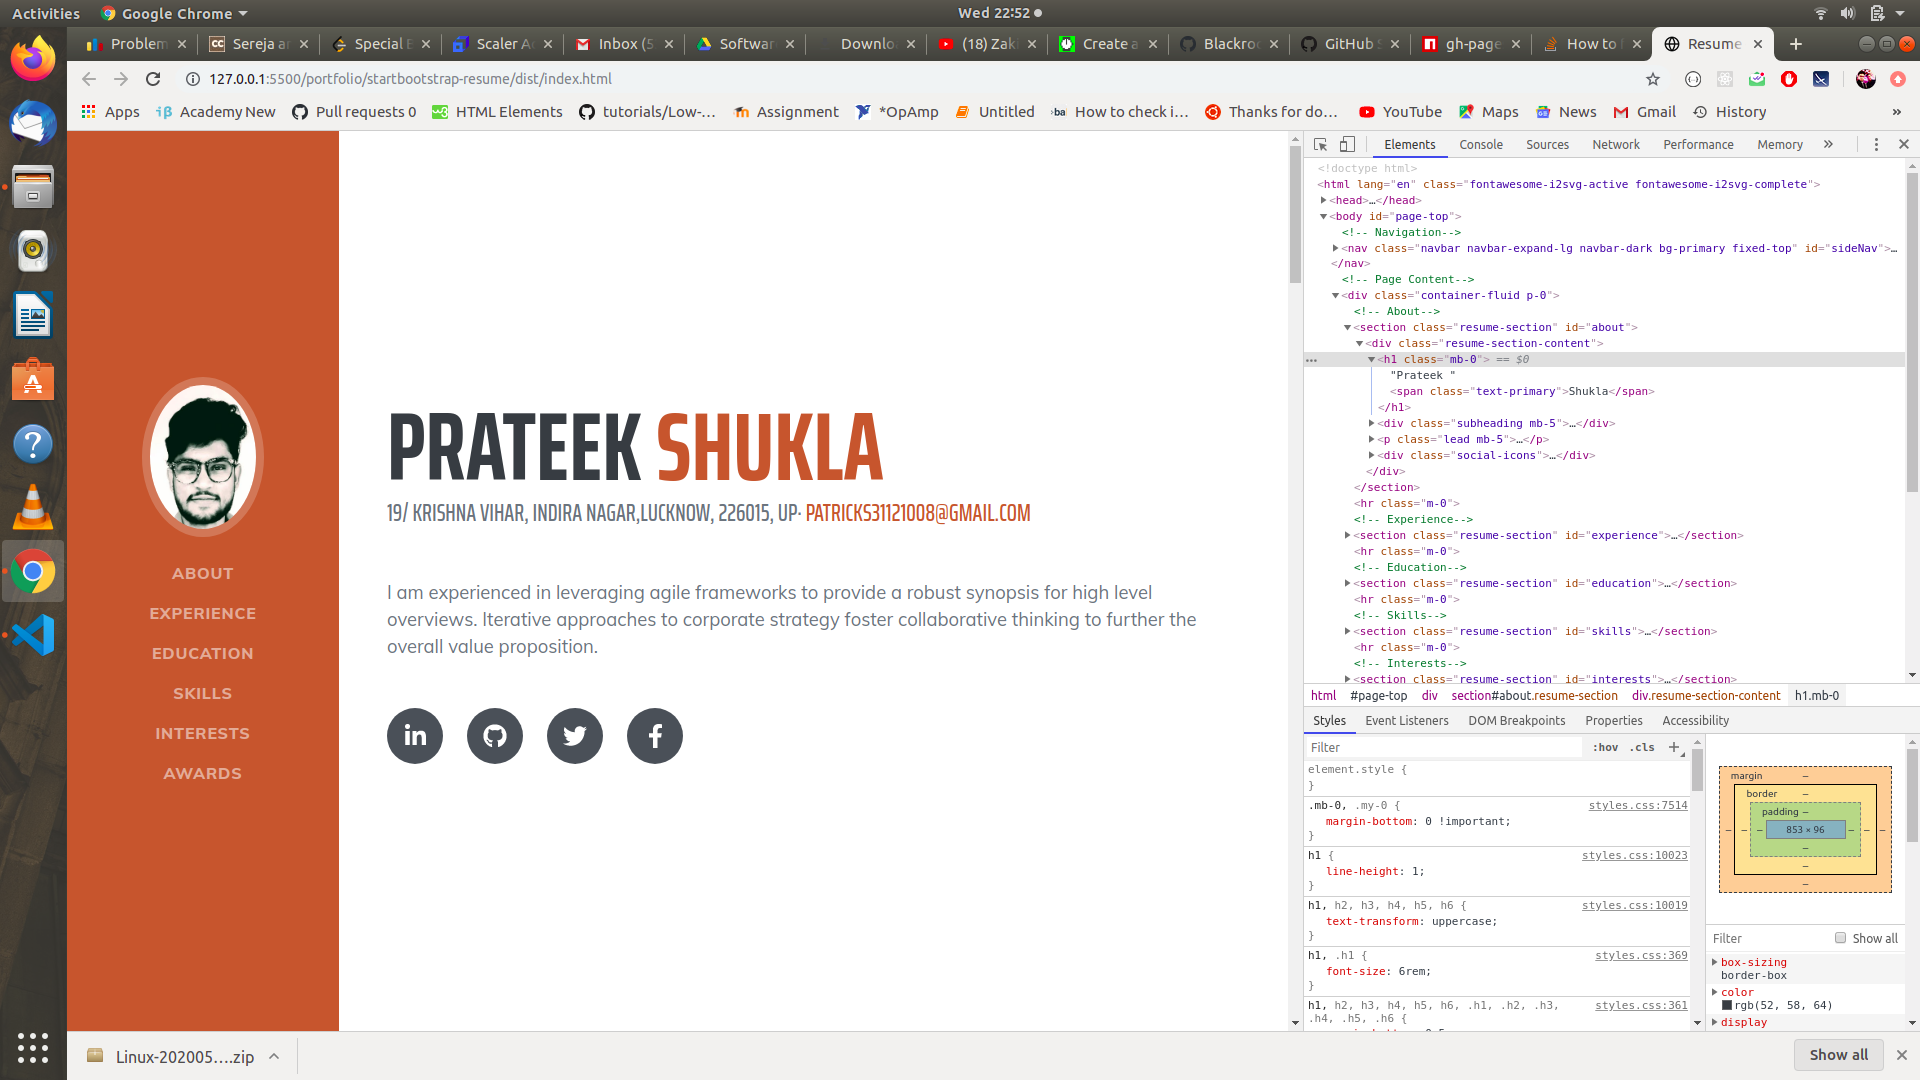 Activities
Google Chrome
Wed 22:52
Problem
Sereja a
Special E
Scaler A
Inbox (5
Software
Downlo
(18) Zaki
Create a
Blackro
GitHub S
gh-page
How to
Resume
127.0.0.1:5500/portfolio/startbootstrap-resume/dist/index.html
Apps
Academy New
Pull requests 0
HTML Elements
tutorials/Low-...
Assignment
*OpAmp
Untitled
How to check i...
Thanks for do...
YouTube
Maps
News
Gmail
History
»
ABOUT
EXPERIENCE
EDUCATION
SKILLS
INTERESTS
AWARDS
PRATEEK SHUKLA
19/ KRISHNA VIHAR, INDIRA NAGAR,LUCKNOW, 226015, UP· PATRICKS31121008@GMAIL.COM
I am experienced in leveraging agile frameworks to provide a robust synopsis for high level
overviews. Iterative approaches to corporate strategy foster collaborative thinking to further the
overall value proposition.
Elements Console Sources Network Performance Memory »
<!doctype html>
<html lang="en" class="fontawesome-i2svg-active fontawesome-i2svg-complete">
<head>…</head>
<body id="page-top">
<!-- Navigation-->
<nav class="navbar navbar-expand-lg navbar-dark bg-primary fixed-top" id="sideNav">…
</nav>
<!-- Page Content-->
<div class="container-fluid p-0">
<!-- About-->
<section class="resume-section" id="about">
<div class="resume-section-content">
<h1 class="mb-0"> == $0
"Prateek "
<span class="text-primary">Shukla</span>
</h1>
<div class="subheading mb-5">…</div>
<p class="lead mb-5">…</p>
<div class="social-icons">…</div>
</div>
</section>
<hr class="m-0">
<!-- Experience-->
<section class="resume-section" id="experience">…</section>
<hr class="m-0">
<!-- Education-->
<section class="resume-section" id="education">…</section>
<hr class="m-0">
<!-- Skills-->
<section class="resume-section" id="skills">…</section>
<hr class="m-0">
<!-- Interests-->
<section class="resume-section" id="interests">…</section>
html #page-top div section#about.resume-section div.resume-section-content h1.mb-0
Styles Event Listeners DOM Breakpoints Properties Accessibility
Filter :hov .cls +
element.style {
}
.mb-0, .my-0 { styles.css:7514
margin-bottom: 0 !important;
}
h1 { styles.css:10023
line-height: 1;
}
h1, h2, h3, h4, h5, h6 { styles.css:10019
text-transform: uppercase;
}
h1, .h1 { styles.css:369
font-size: 6rem;
}
h1, h2, h3, h4, h5, h6, .h1, .h2, .h3, styles.css:361
.h4, .h5, .h6 {
margin –
border –
padding –
853 × 96
Filter Show all
box-sizing
border-box
color
rgb(52, 58, 64)
display
Linux-202005....zip
Show all